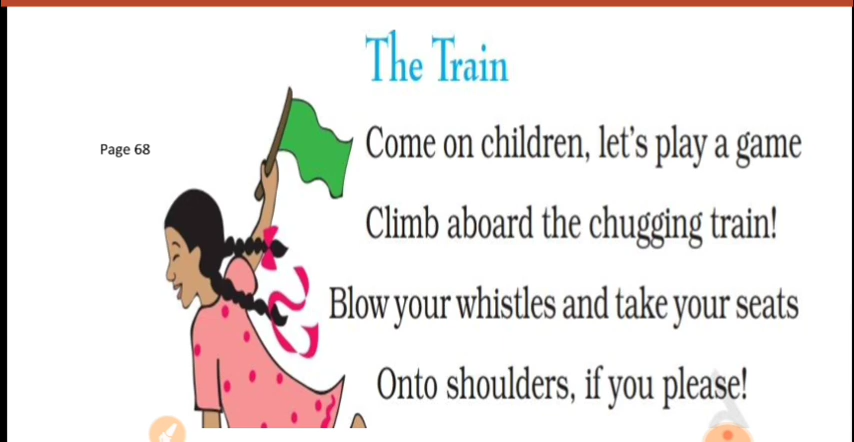 The Train
Page 68
Come on children, let's play a game
Climb aboard the chugging train!
Blow your whistles and take your seats
Onto shoulders, if you please!